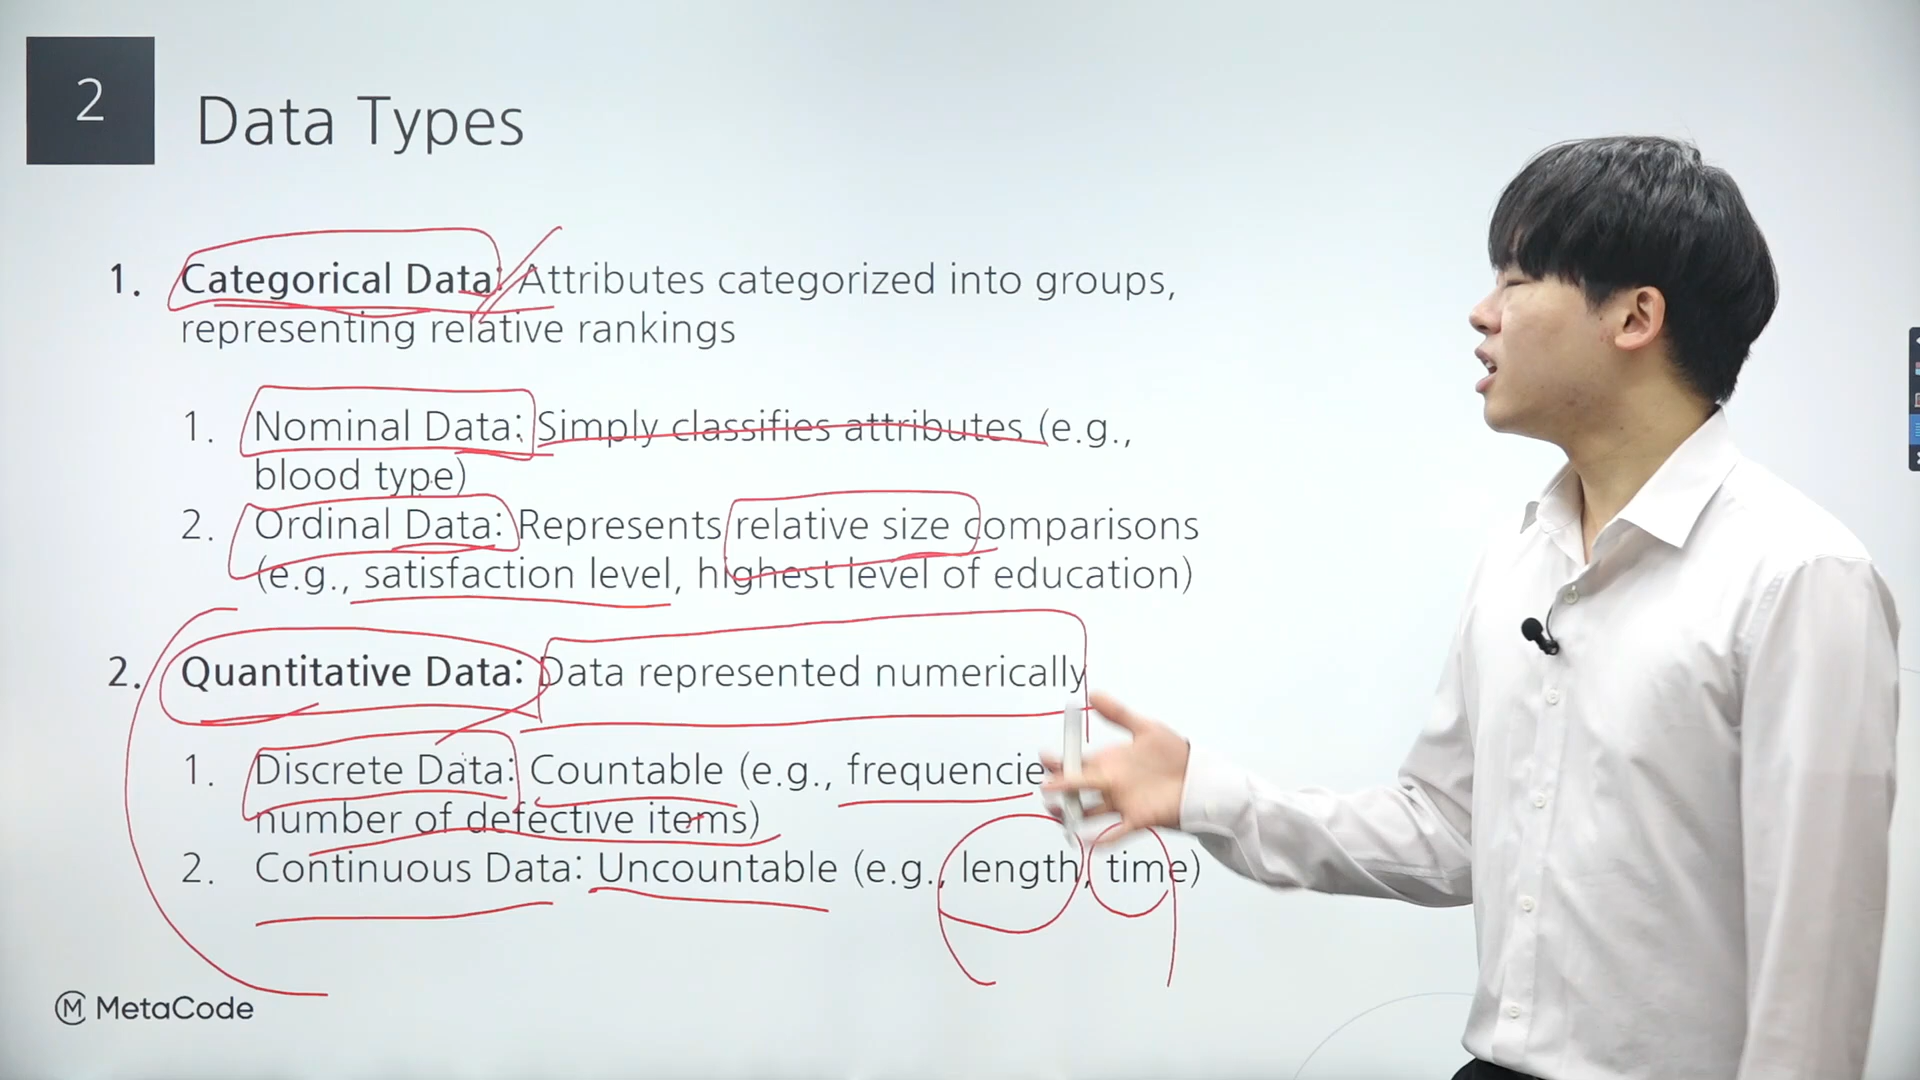 2
Data Types
1. Categorical Data: Attributes categorized into groups,
representing relative rankings
1. Nominal Data: Simply classifies attributes (e.g.,
blood type)
2. Ordinal Data: Represents relative size comparisons
(e.g., satisfaction level, highest level of education)
2. Quantitative Data: Data represented numerically
1. Discrete Data: Countable (e.g.,
number of defective items)
2. Continuous Data: Uncountable (e.g., length, time)
MetaCode